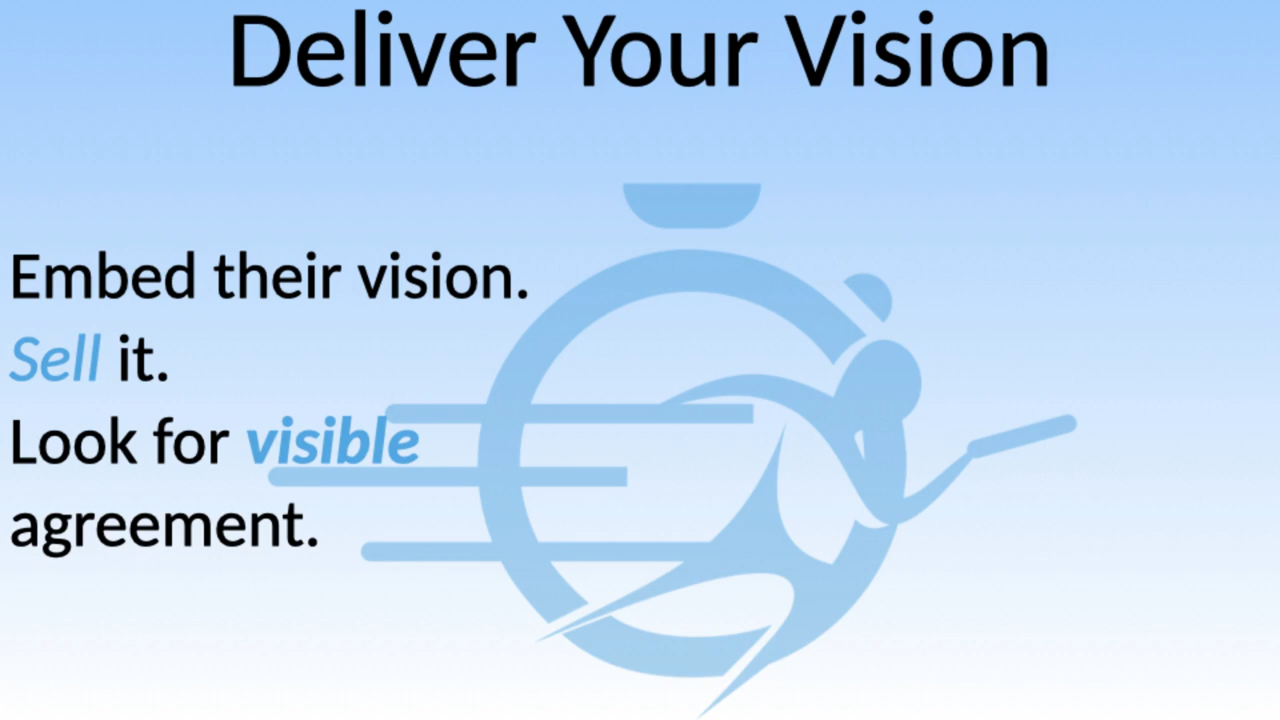 Deliver Your Vision
Embed their vision.
Sell it.
Look for visible
agreement.